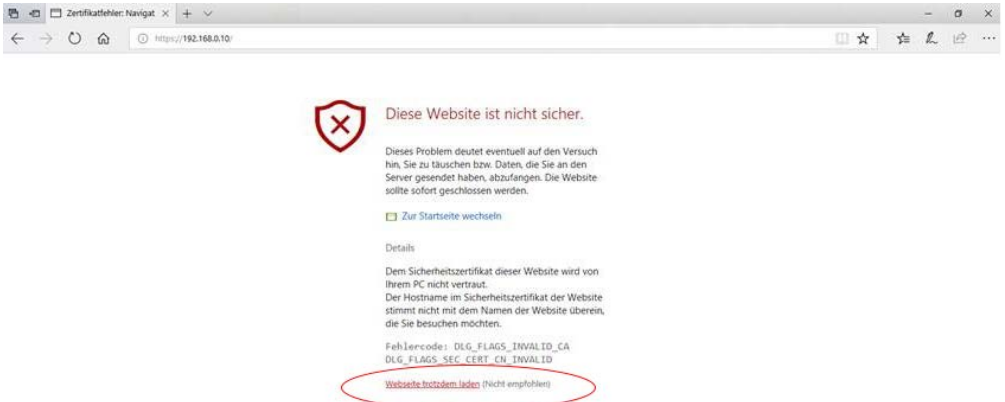 Zertifikatfehler: Navigat
https://192.168.0.10/
Diese Website ist nicht sicher.
Dieses Problem deutet eventuell auf den Versuch
hin, Sie zu täuschen bzw. Daten, die Sie an den
Server gesendet haben, abzufangen. Die Website
sollte sofort geschlossen werden.
Zur Startseite wechseln
Details
Dem Sicherheitszertifikat dieser Website wird von
Ihrem PC nicht vertraut.
Der Hostname im Sicherheitszertifikat der Website
stimmt nicht mit dem Namen der Website überein,
die Sie besuchen möchten.
Fehlercode: DLG_FLAGS_INVALID_CA
DLG_FLAGS_SEC_CERT_CN_INVALID
Webseite trotzdem laden (Nicht empfohlen)